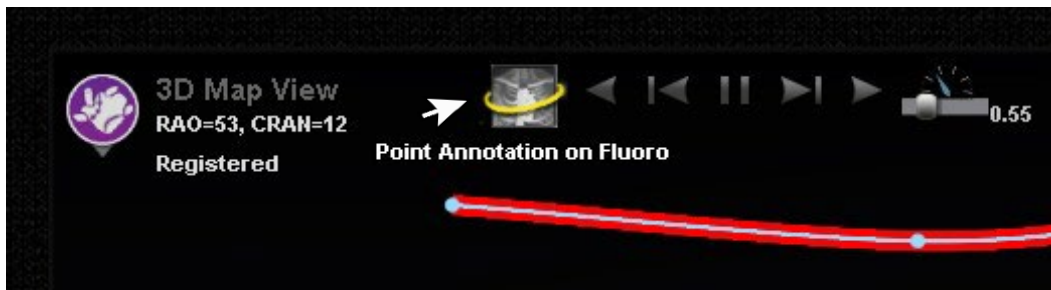 3D Map View
RAO=53, CRAN=12
Registered
Point Annotation on Fluoro
0.55